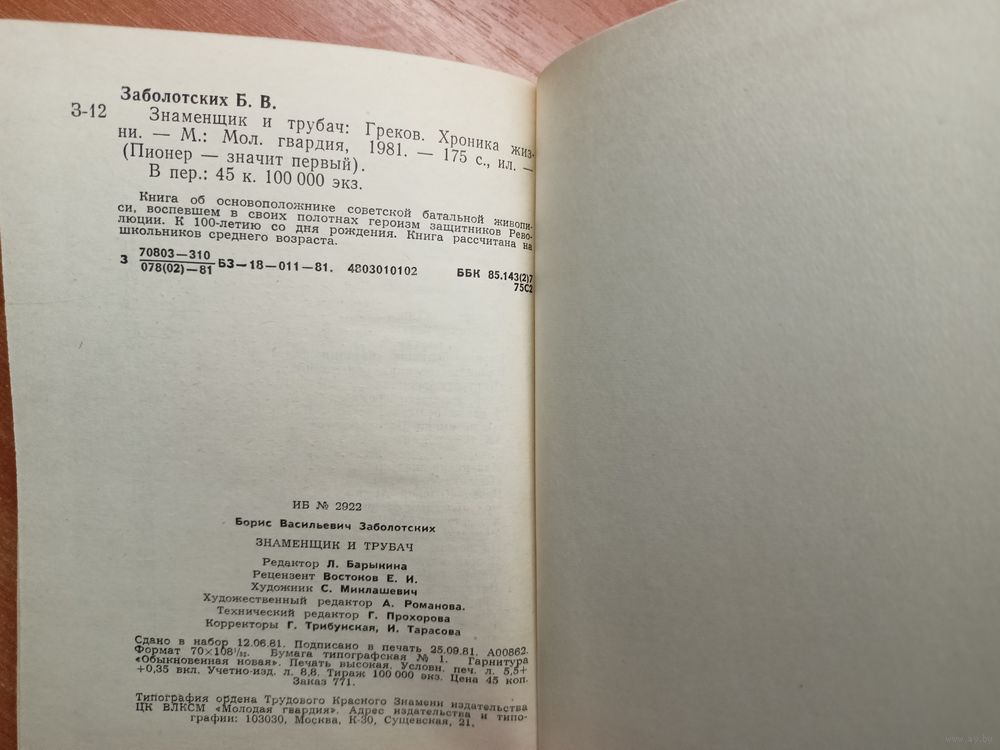 Заболотских Б. В.
З-12 Знаменщик и трубач: Греков. Хроника жиз-
ни. — М.: Мол. гвардия, 1981. — 175 с., ил. —
(Пионер — значит первый).
В пер.: 45 к. 100 000 экз.
Книга об основоположнике советской батальной живопи-
си, воспевшем в своих полотнах героизм защитников Рево-
люции. К 100-летию со дня рождения. Книга рассчитана на
школьников среднего возраста.
З 70803—310
078(02)—81 БЗ—18—011—81. 4803010102 ББК 85.143(2)7
75С2
ИБ № 2922
Борис Васильевич Заболотских
ЗНАМЕНЩИК И ТРУБАЧ
Редактор Л. Барыкина
Рецензент Востоков Е. И.
Художник С. Миклашевич
Художественный редактор А. Романова.
Технический редактор Г. Прохорова
Корректоры Г. Трибунская, И. Тарасова
Сдано в набор 12.06.81. Подписано в печать 25.09.81. А00862.
Формат 70×108¹/₃₂. Бумага типографская № 1. Гарнитура
«Обыкновенная новая». Печать высокая. Условн. печ. л. 5,5+
+0,35 вкл. Учетно-изд. л. 8,8. Тираж 100 000 экз. Цена 45 коп.
Заказ 771.
Типография ордена Трудового Красного Знамени издательства
ЦК ВЛКСМ «Молодая гвардия». Адрес издательства и типо-
графии: 103030, Москва, К-30, Сущевская, 21.
www.ay.by